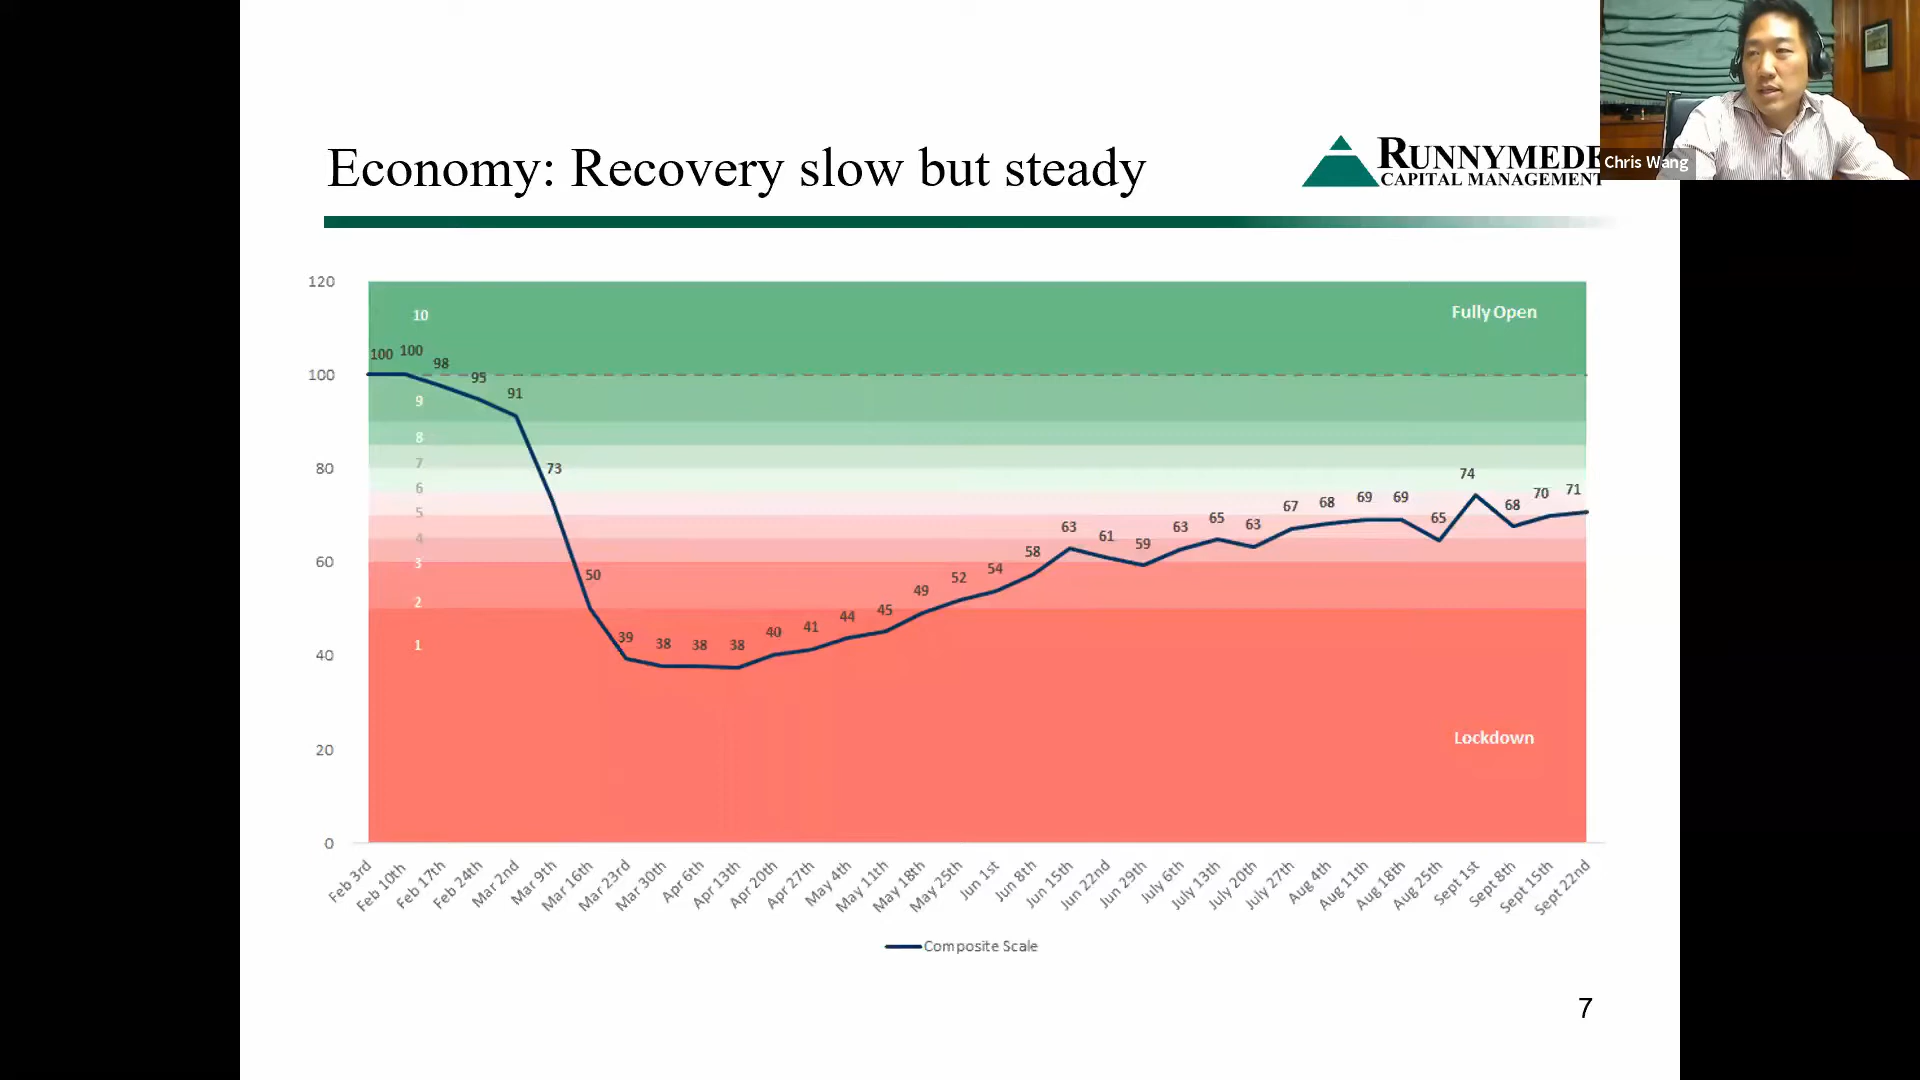 Economy: Recovery slow but steady
RUNNYMEDE
CAPITAL MANAGEMENT
Chris Wang
120
100
80
60
40
20
0
10
9
8
7
6
5
4
3
2
1
Fully Open
Lockdown
100 100 98 95 91 73 50 39 38 38 38 40 41 44 45 49 52 54 58 63 61 59 63 65 63 67 68 69 69 65 74 68 70 71
Feb 3rd
Feb 10th
Feb 17th
Feb 24th
Mar 2nd
Mar 9th
Mar 16th
Mar 23rd
Mar 30th
Apr 6th
Apr 13th
Apr 20th
Apr 27th
May 4th
May 11th
May 18th
May 25th
Jun 1st
Jun 8th
Jun 15th
Jun 22nd
Jun 29th
July 6th
July 13th
July 20th
July 27th
Aug 4th
Aug 11th
Aug 18th
Aug 25th
Sept 1st
Sept 8th
Sept 15th
Sept 22nd
Composite Scale
7